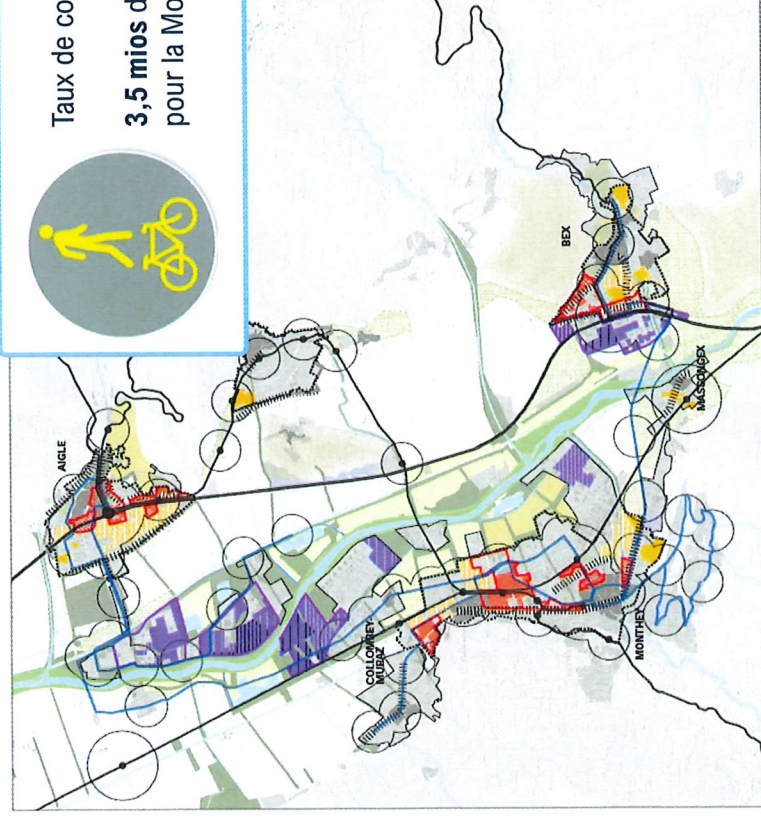 Taux de co
3,5 mios d
pour la Mo
AIGLE
BEX
MASSONGEX
COLLOMBEY-
MURAZ
MONTHEY